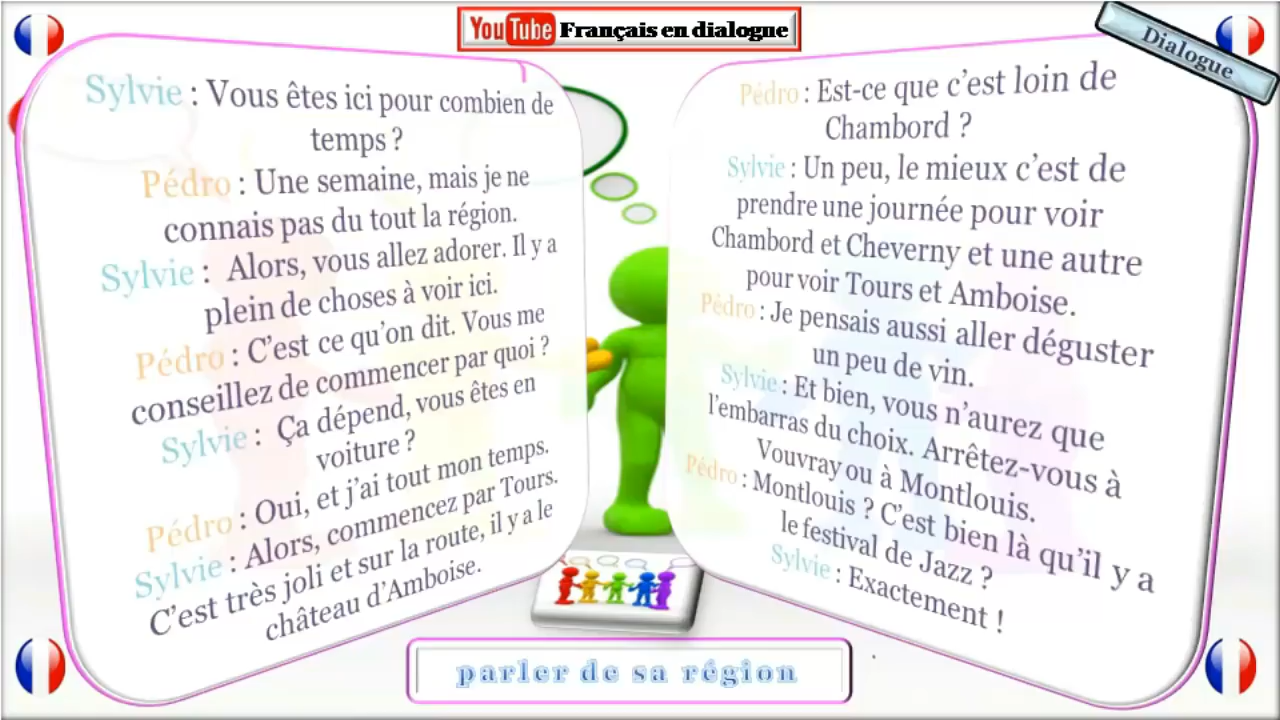 YouTube Français en dialogue
Dialogue
Sylvie : Vous êtes ici pour combien de
temps ?
Pédro : Une semaine, mais je ne
connais pas du tout la région.
Sylvie : Alors, vous allez adorer. Il y a
plein de choses à voir ici.
Pédro : C’est ce qu’on dit. Vous me
conseillez de commencer par quoi ?
Sylvie : Ça dépend, vous êtes en
voiture ?
Pédro : Oui, et j’ai tout mon temps.
Sylvie : Alors, commencez par Tours.
C’est très joli et sur la route, il y a le
château d’Amboise.
Pédro : Est-ce que c’est loin de
Chambord ?
Sylvie : Un peu, le mieux c’est de
prendre une journée pour voir
Chambord et Cheverny et une autre
pour voir Tours et Amboise.
Pédro : Je pensais aussi aller déguster
un peu de vin.
Sylvie : Et bien, vous n’aurez que
l’embarras du choix. Arrêtez-vous à
Vouvray ou à Montlouis.
Pédro : Montlouis ? C’est bien là qu’il y a
le festival de Jazz ?
Sylvie : Exactement !
parler de sa région